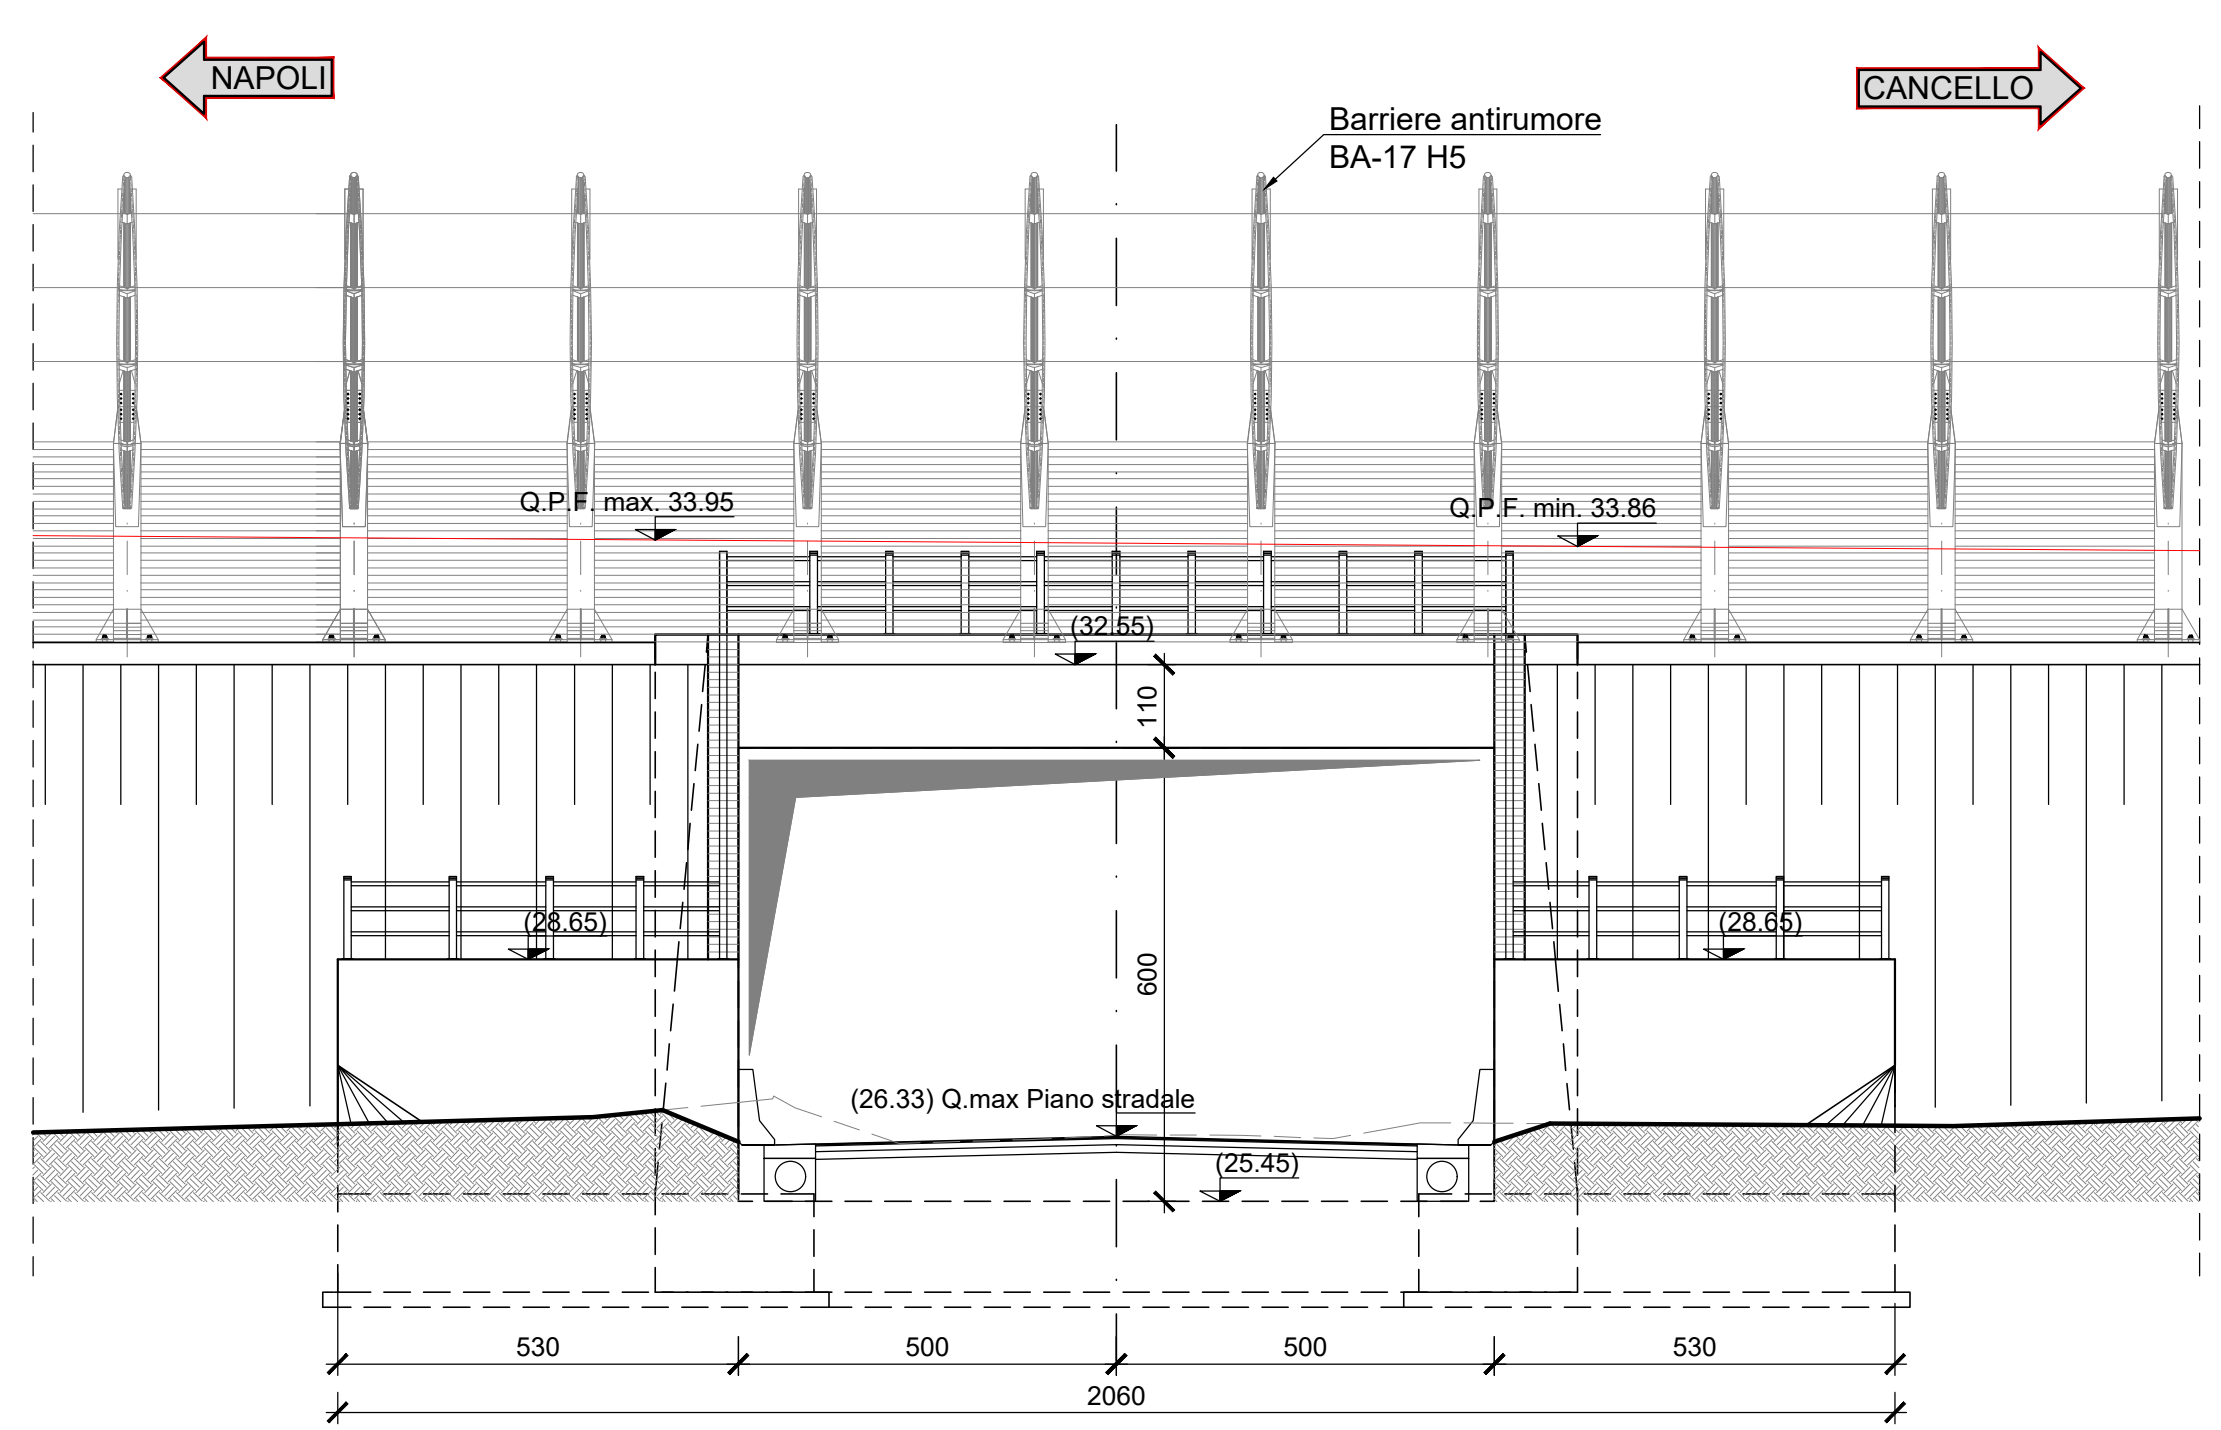 NAPOLI
CANCELLO
Barriere antirumore
BA-17 H5
Q.P.F. max. 33.95
Q.P.F. min. 33.86
(32.55)
110
(28.65)
(28.65)
600
(26.33) Q.max Piano stradale
(25.45)
530
500
500
530
2060